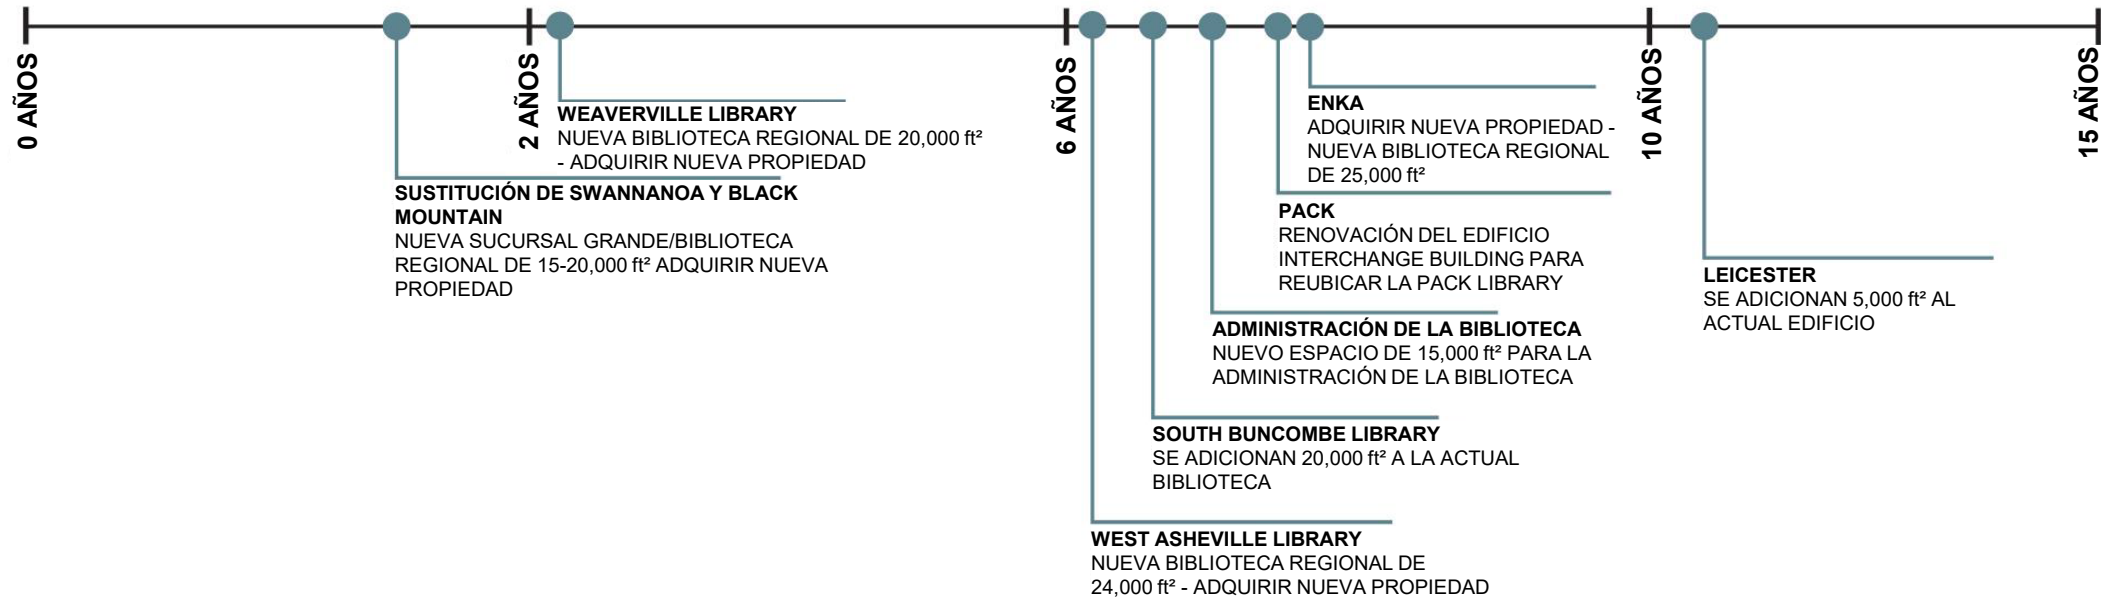 0 AÑOS
2 AÑOS
6 AÑOS
10 AÑOS
15 AÑOS
SUSTITUCIÓN DE SWANNANOA Y BLACK
MOUNTAIN
NUEVA SUCURSAL GRANDE/BIBLIOTECA
REGIONAL DE 15-20,000 ft² ADQUIRIR NUEVA
PROPIEDAD
WEAVERVILLE LIBRARY
NUEVA BIBLIOTECA REGIONAL DE 20,000 ft²
- ADQUIRIR NUEVA PROPIEDAD
WEST ASHEVILLE LIBRARY
NUEVA BIBLIOTECA REGIONAL DE
24,000 ft² - ADQUIRIR NUEVA PROPIEDAD
SOUTH BUNCOMBE LIBRARY
SE ADICIONAN 20,000 ft² A LA ACTUAL
BIBLIOTECA
ADMINISTRACIÓN DE LA BIBLIOTECA
NUEVO ESPACIO DE 15,000 ft² PARA LA
ADMINISTRACIÓN DE LA BIBLIOTECA
PACK
RENOVACIÓN DEL EDIFICIO
INTERCHANGE BUILDING PARA
REUBICAR LA PACK LIBRARY
ENKA
ADQUIRIR NUEVA PROPIEDAD -
NUEVA BIBLIOTECA REGIONAL
DE 25,000 ft²
LEICESTER
SE ADICIONAN 5,000 ft² AL
ACTUAL EDIFICIO